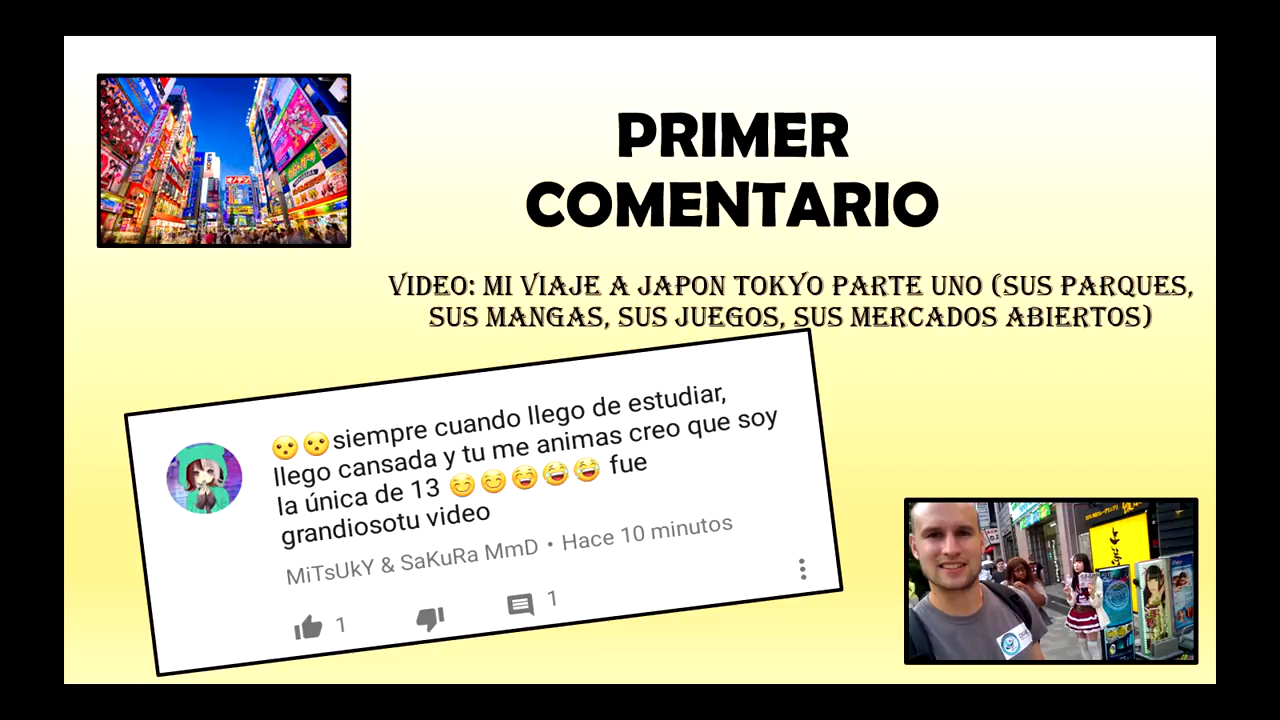 PRIMER
COMENTARIO
VIDEO: MI VIAJE A JAPON TOKYO PARTE UNO (SUS PARQUES,
SUS MANGAS, SUS JUEGOS, SUS MERCADOS ABIERTOS)
😮😮siempre cuando llego de estudiar,
llego cansada y tu me animas creo que soy
la única de 13 😊😊😁😂😂 fue
grandiosotu video
MiTsUkY & SaKuRa MmD • Hace 10 minutos
1
1